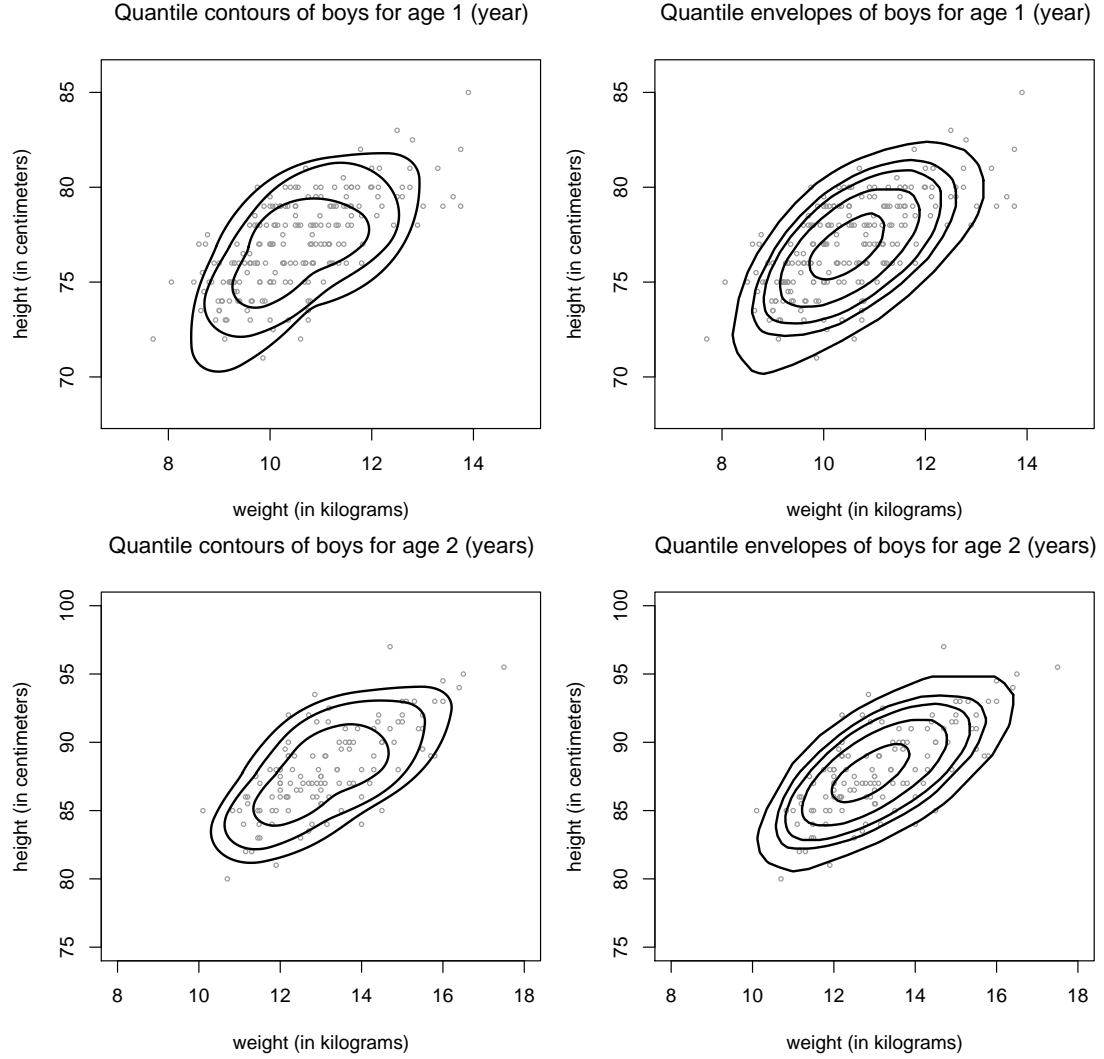 Quantile contours of boys for age 1 (year)
85
80
75
70
height (in centimeters)
8 10 12 14
weight (in kilograms)
Quantile envelopes of boys for age 1 (year)
85
80
75
70
height (in centimeters)
8 10 12 14
weight (in kilograms)
Quantile contours of boys for age 2 (years)
100
95
90
85
80
75
height (in centimeters)
8 10 12 14 16 18
weight (in kilograms)
Quantile envelopes of boys for age 2 (years)
100
95
90
85
80
75
height (in centimeters)
8 10 12 14 16 18
weight (in kilograms)